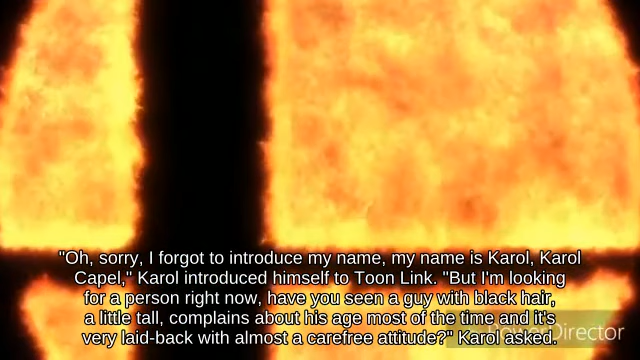 "Oh, sorry, I forgot to introduce my name, my name is Karol, Karol
Capel," Karol introduced himself to Toon Link. "But I'm looking
for a person right now, have you seen a guy with black hair,
a little tall, complains about his age most of the time and it's
very laid-back with almost a carefree attitude?" Karol asked.
PowerDirector